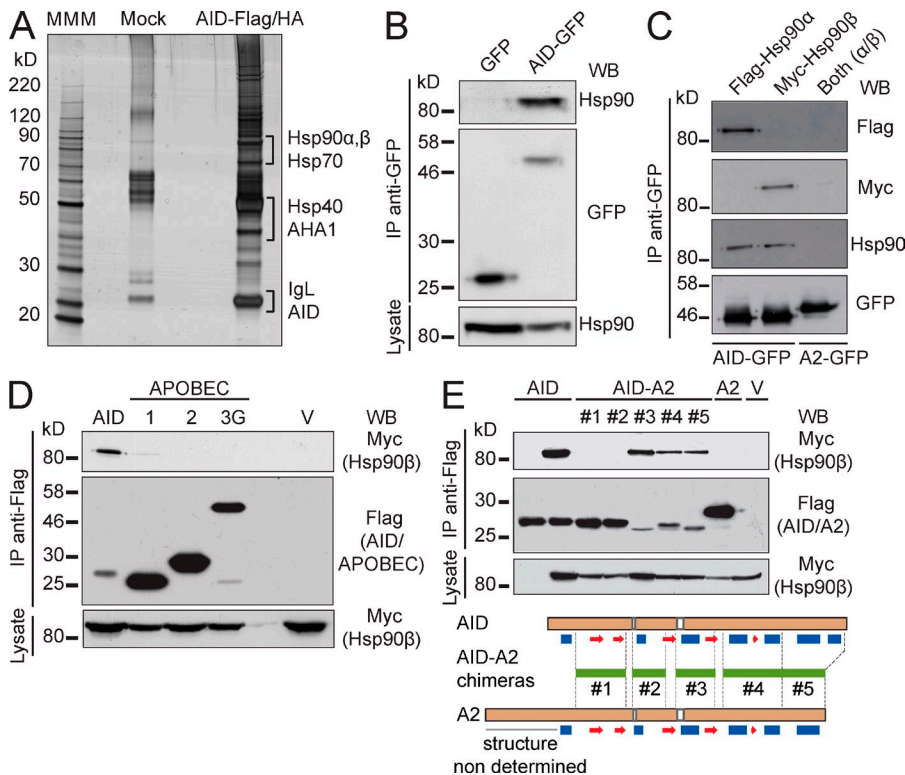 A
MMM Mock AID-Flag/HA
kD
220
120
90
70
50
30
20
Hsp90α,β
Hsp70
Hsp40
AHA1
IgL
AID
B
GFP AID-GFP
kD WB
80 Hsp90
58
46
30
25
GFP
IP anti-GFP
Lysate
80 Hsp90
C
Flag-Hsp90α
Myc-Hsp90β
Both (α/β)
kD WB
80 Flag
80 Myc
80 Hsp90
58
46 GFP
IP anti-GFP
AID-GFP A2-GFP
D
APOBEC
AID 1 2 3G V WB
kD
80 Myc
(Hsp90β)
58
46
30
25
Flag
(AID/
APOBEC)
IP anti-Flag
Lysate
80 Myc
(Hsp90β)
E
AID AID-A2 A2 V
#1 #2 #3 #4 #5 WB
kD
80 Myc
(Hsp90β)
30
25
Flag
(AID/A2)
IP anti-Flag
Lysate
80 Myc
(Hsp90β)
AID
AID-A2
chimeras
#1 #2 #3 #4 #5
A2
structure
non determined